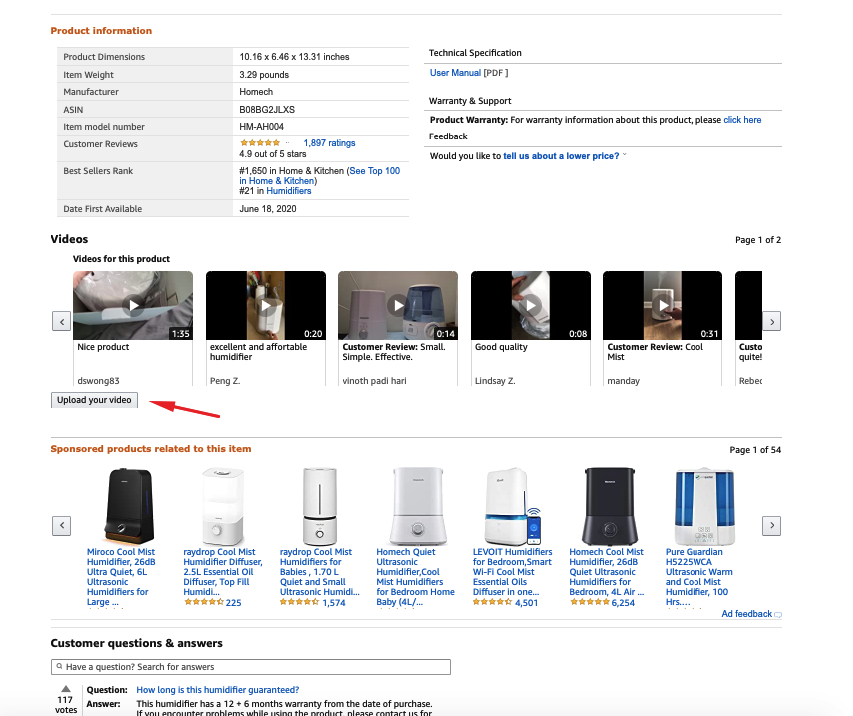 Product information
Product Dimensions 10.16 x 6.46 x 13.31 inches
Item Weight 3.29 pounds
Manufacturer Homech
ASIN B08BG2JLXS
Item model number HM-AH004
Customer Reviews 1,897 ratings
4.9 out of 5 stars
Best Sellers Rank #1,650 in Home & Kitchen (See Top 100
in Home & Kitchen)
#21 in Humidifiers
Date First Available June 18, 2020
Technical Specification
User Manual [PDF ]
Warranty & Support
Product Warranty: For warranty information about this product, please click here
Feedback
Would you like to tell us about a lower price?
Videos
Page 1 of 2
Videos for this product
1:35
Nice product
dswong83
0:20
excellent and affortable
humidifier
Peng Z.
0:14
Customer Review: Small.
Simple. Effective.
vinoth padi hari
0:08
Good quality
Lindsay Z.
0:31
Customer Review: Cool
Mist
manday
Custo
quite!
Rebec
Upload your video
Sponsored products related to this item
Page 1 of 54
Miroco Cool Mist
Humidifier, 26dB
Ultra Quiet, 6L
Ultrasonic
Humidifiers for
Large ...
raydrop Cool Mist
Humidifier Diffuser,
2.5L Essential Oil
Diffuser, Top Fill
Humidi...
225
raydrop Cool Mist
Humidifiers for
Babies , 1.70 L
Quiet and Small
Ultrasonic Humidi...
1,574
Homech Quiet
Ultrasonic
Humidifier,Cool
Mist Humidifiers
for Bedroom Home
Baby (4L/...
LEVOIT Humidifiers
for Bedroom,Smart
Wi-Fi Cool Mist
Essential Oils
Diffuser in one...
4,501
Homech Cool Mist
Humidifier, 26dB
Quiet Ultrasonic
Humidifiers for
Bedroom, 4L Air ...
6,254
Pure Guardian
H5225WCA
Ultrasonic Warm
and Cool Mist
Humidifier, 100
Hrs....
Ad feedback
Customer questions & answers
Have a question? Search for answers
117
votes
Question: How long is this humidifier guaranteed?
Answer: This humidifier has a 12 + 6 months warranty from the date of purchase.
If you encounter problems while using the product, please contact us for